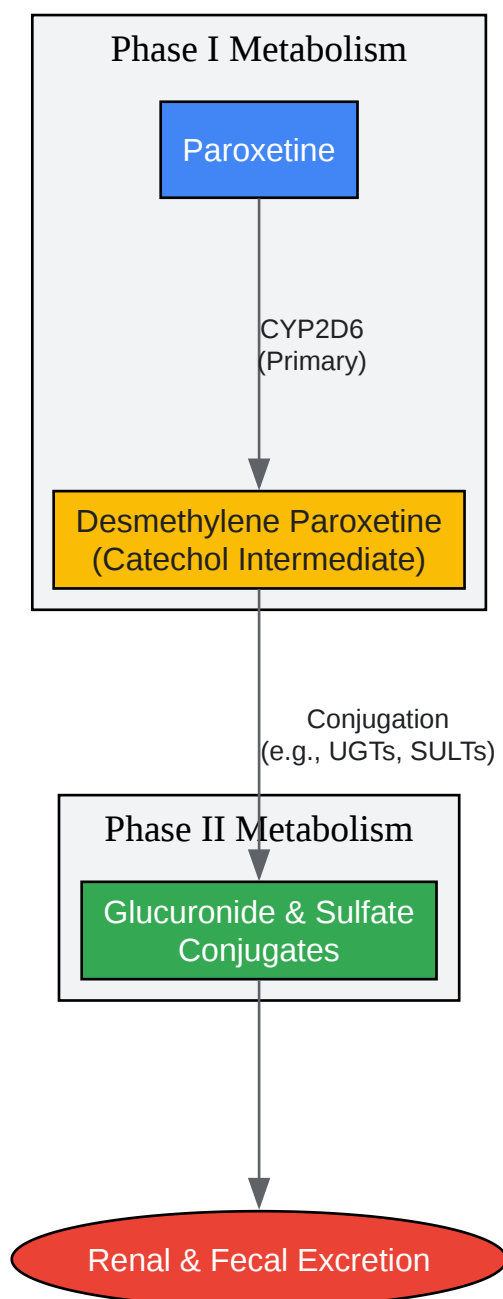 Phase I Metabolism
Paroxetine
CYP2D6
(Primary)
Desmethylene Paroxetine
(Catechol Intermediate)
Conjugation
(e.g., UGTs, SULTs)
Phase II Metabolism
Glucuronide & Sulfate
Conjugates
Renal & Fecal Excretion